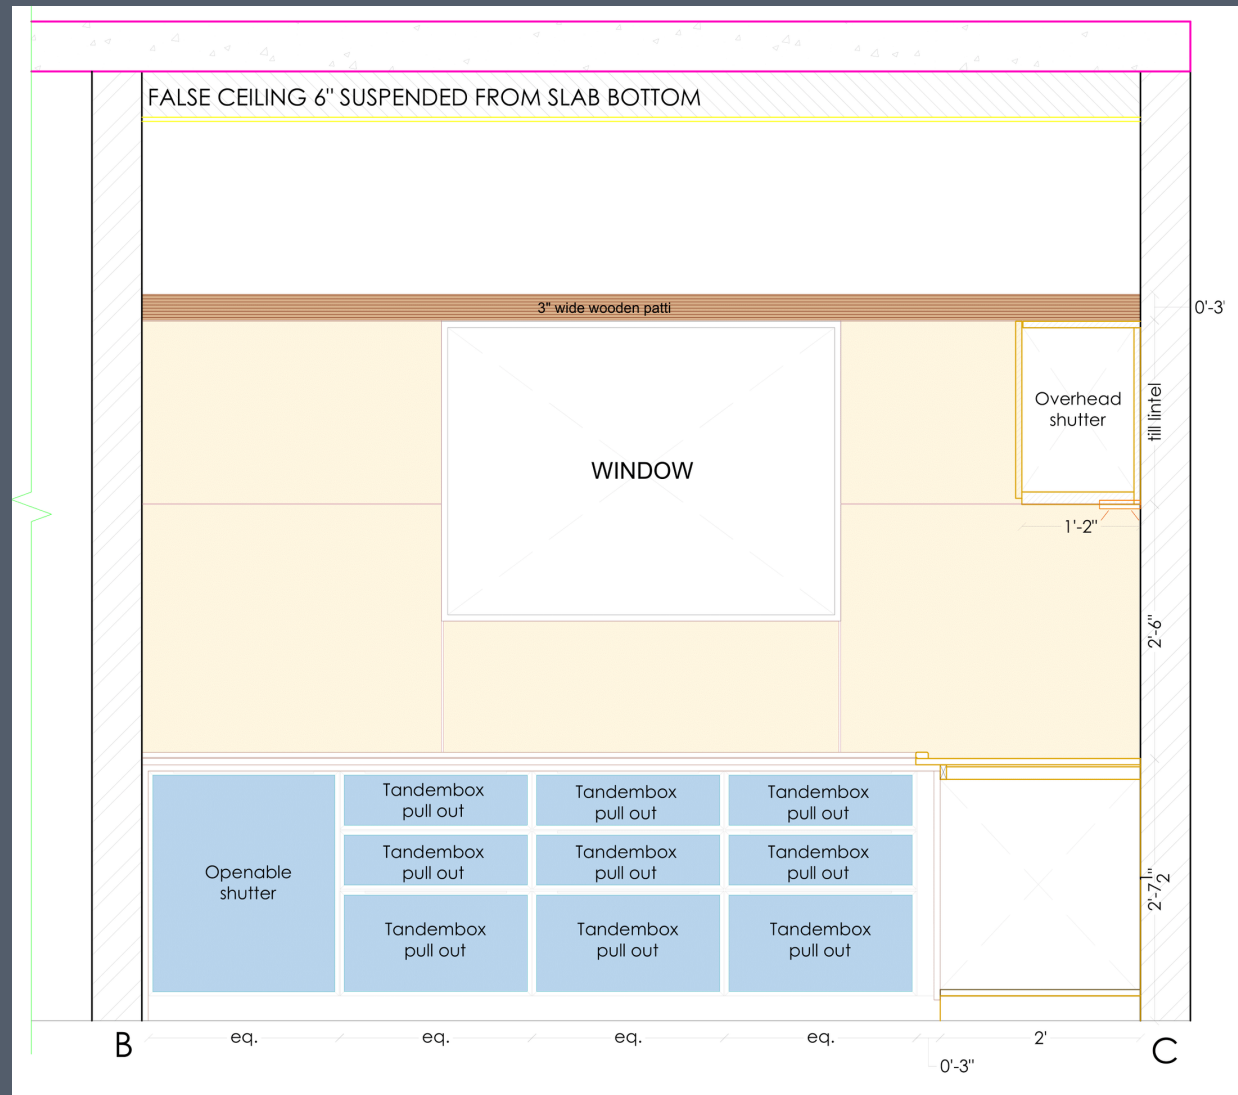 FALSE CEILING 6" SUSPENDED FROM SLAB BOTTOM
3" wide wooden patti
0'-3'
Overhead
shutter
till lintel
WINDOW
1'-2"
2'-6"
Tandembox
pull out
Tandembox
pull out
Tandembox
pull out
Openable
shutter
Tandembox
pull out
Tandembox
pull out
Tandembox
pull out
2'-7 1/2"
Tandembox
pull out
Tandembox
pull out
Tandembox
pull out
B
eq.
eq.
eq.
eq.
2'
C
0'-3"